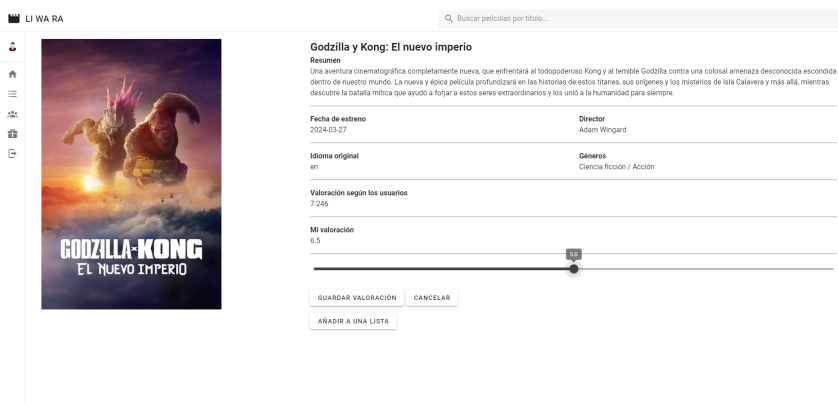 LI WA RA
Buscar películas por título...
Godzilla y Kong: El nuevo imperio
Resumen
Una aventura cinematográfica completamente nueva, que enfrentará al todopoderoso Kong y al temible Godzilla contra una colosal amenaza desconocida escondida
dentro de nuestro mundo. La nueva y épica película profundizará en las historias de estos titanes, sus orígenes y los misterios de Isla Calavera y más allá, mientras
descubre la batalla mítica que ayudó a forjar a estos seres extraordinarios y los unió a la humanidad para siempre.
Fecha de estreno
2024-03-27
Director
Adam Wingard
Idioma original
en
Géneros
Ciencia ficción / Acción
Valoración según los usuarios
7.246
Mi valoración
6.5
5.0
GUARDAR VALORACIÓN
CANCELAR
AÑADIR A UNA LISTA
GODZILLA × KONG
EL NUEVO IMPERIO